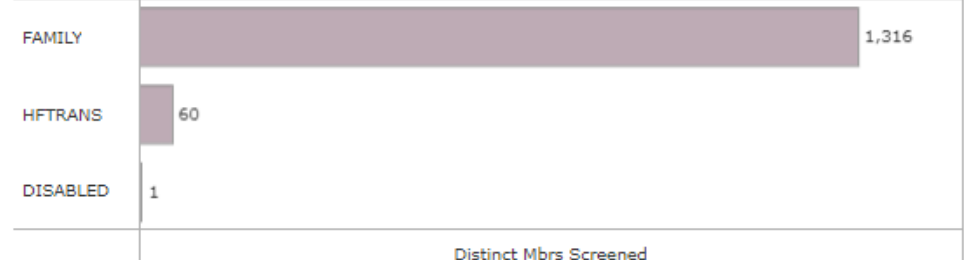 FAMILY 1,316
HFTRANS 60
DISABLED 1
Distinct Mbrs Screened